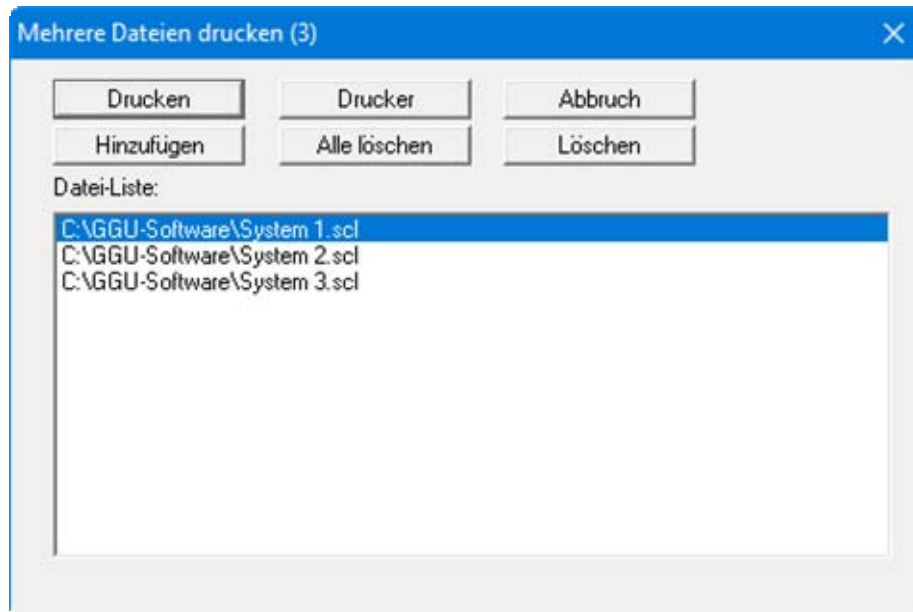 Mehrere Dateien drucken (3)
Drucken Drucker Abbruch
Hinzufügen Alle löschen Löschen
Datei-Liste:
C:\GGU-Software\System 1.scl
C:\GGU-Software\System 2.scl
C:\GGU-Software\System 3.scl